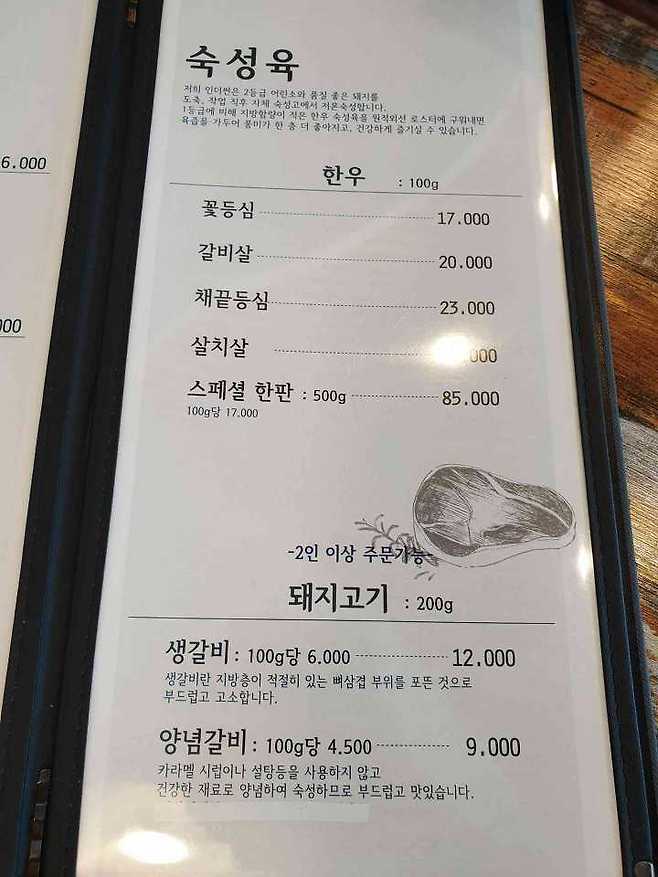 숙성육
저희 인더썬은 2등급 어린소와 품질 좋은 돼지를
도축, 작업 직후 자체 숙성고에서 저온숙성합니다.
1등급에 비해 지방함량이 적은 한우 숙성육을 원적외선 로스터에 구워내면
육즙을 가두어 풍미가 한 층 더 좋아지고, 건강하게 즐기실 수 있습니다.
6.000
한우 : 100g
꽃등심 17.000
갈비살 20.000
000
채끝등심 23.000
살치살 000
스페셜 한판 : 500g 85.000
100g당 17.000
-2인 이상 주문가능-
돼지고기 : 200g
생갈비 : 100g당 6.000 12.000
생갈비란 지방층이 적절히 있는 뼈삼겹 부위를 포뜬 것으로
부드럽고 고소합니다.
양념갈비 : 100g당 4.500 9.000
카라멜 시럽이나 설탕등을 사용하지 않고
건강한 재료로 양념하여 숙성하므로 부드럽고 맛있습니다.